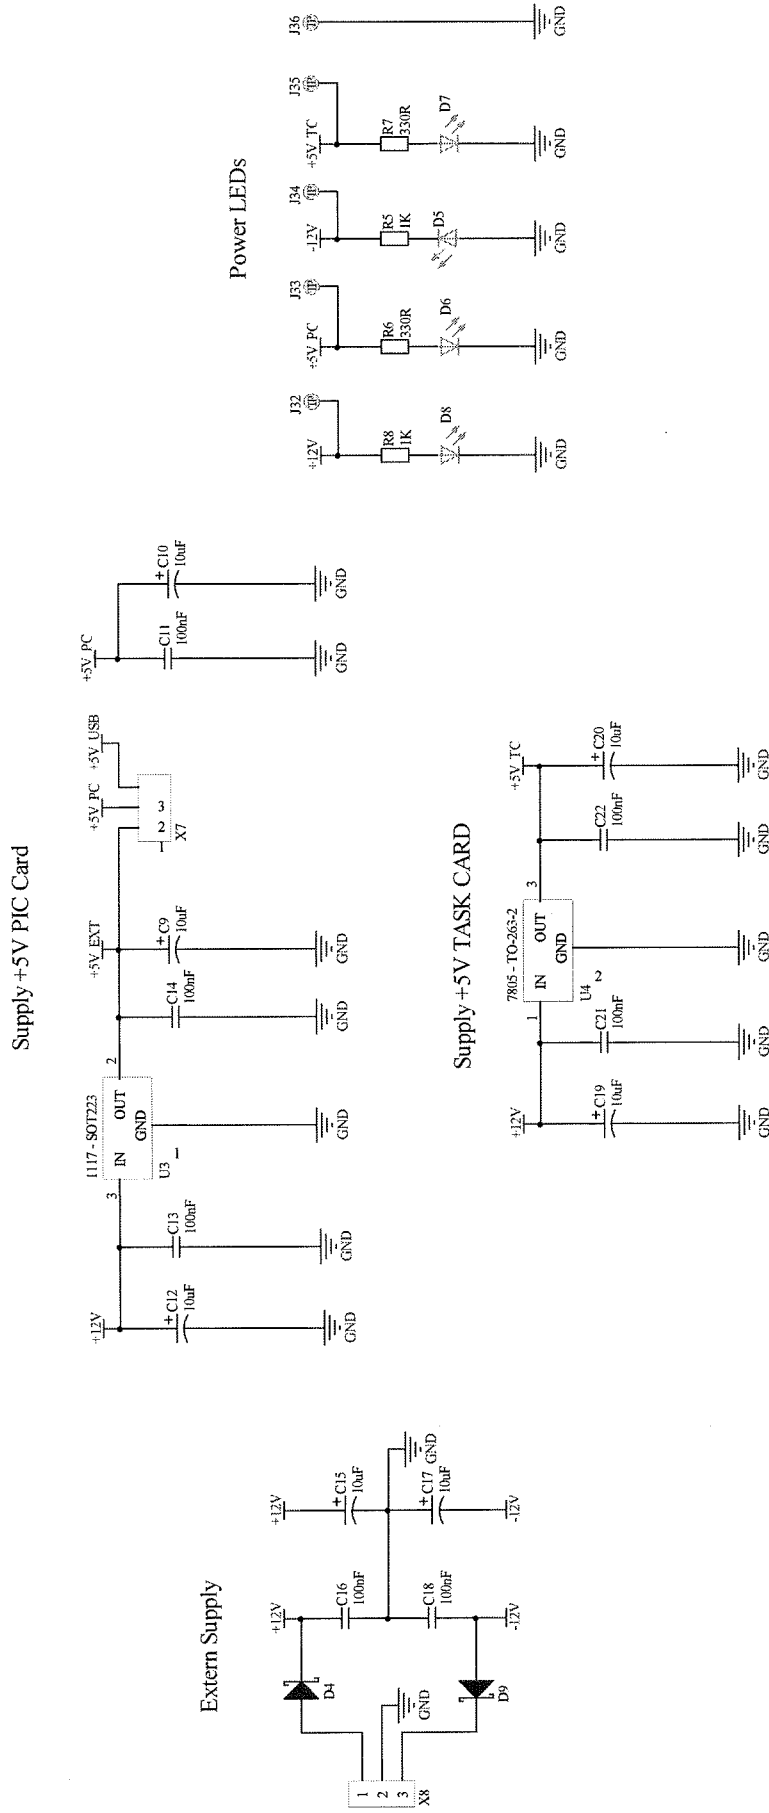 Extern Supply
X8
1
2
3
D4
D9
GND
+12V
C16
100nF
C18
100nF
-12V
+12V
+
C15
10uF
+
C17
10uF
-12V
GND
Supply +5V PIC Card
+12V
+
C12
10uF
GND
C13
100nF
GND
3
1117 - SOT223
IN
OUT
GND
U3
1
2
GND
C14
100nF
GND
+5V_EXT
+
C9
10uF
GND
+5V_PC
+5V_USB
1
2
3
X7
+5V_PC
C11
100nF
GND
+
C10
10uF
GND
Supply +5V TASK CARD
+12V
+
C19
10uF
GND
C21
100nF
GND
1
7805 - TO-263-2
IN
OUT
GND
U4
2
3
GND
C22
100nF
GND
+5V_TC
+
C20
10uF
GND
Power LEDs
+12V
J32
TP
R8
1K
D8
GND
+5V_PC
J33
TP
R6
330R
D6
GND
-12V
J34
TP
R5
1K
D5
GND
+5V_TC
J35
TP
R7
330R
D7
GND
J36
TP
GND